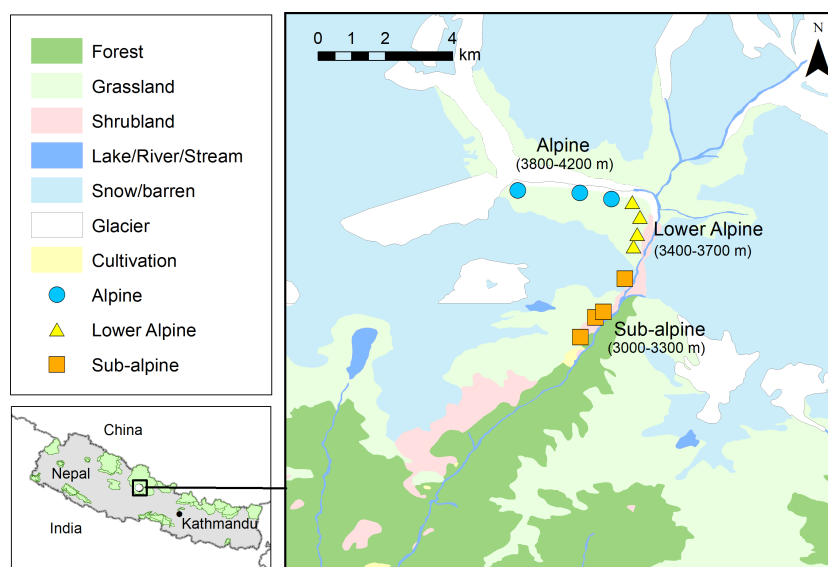 Forest
Grassland
Shrubland
Lake/River/Stream
Snow/barren
Glacier
Cultivation
Alpine
Lower Alpine
Sub-alpine
China
Nepal
India
Kathmandu
0 1 2 4
km
N
Alpine
(3800-4200 m)
Lower Alpine
(3400-3700 m)
Sub-alpine
(3000-3300 m)